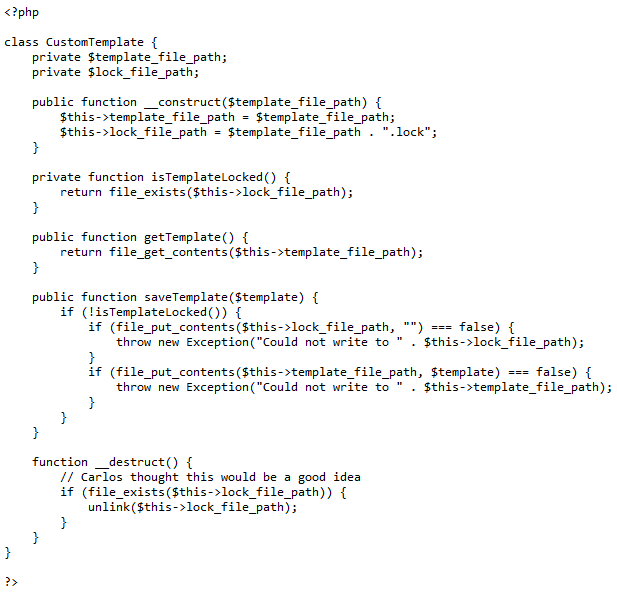 <?php

class CustomTemplate {
    private $template_file_path;
    private $lock_file_path;

    public function __construct($template_file_path) {
        $this->template_file_path = $template_file_path;
        $this->lock_file_path = $template_file_path . ".lock";
    }

    private function isTemplateLocked() {
        return file_exists($this->lock_file_path);
    }

    public function getTemplate() {
        return file_get_contents($this->template_file_path);
    }

    public function saveTemplate($template) {
        if (!isTemplateLocked()) {
            if (file_put_contents($this->lock_file_path, "") === false) {
                throw new Exception("Could not write to " . $this->lock_file_path);
            }
            if (file_put_contents($this->template_file_path, $template) === false) {
                throw new Exception("Could not write to " . $this->template_file_path);
            }
        }
    }

    function __destruct() {
        // Carlos thought this would be a good idea
        if (file_exists($this->lock_file_path)) {
            unlink($this->lock_file_path);
        }
    }
}

?>